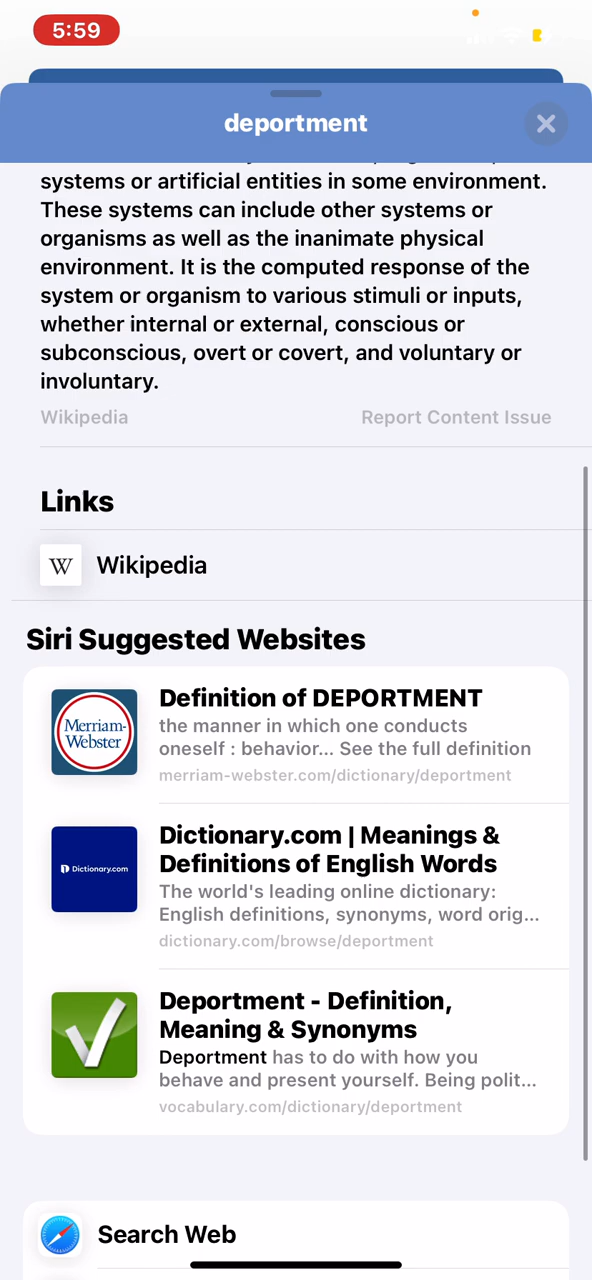 5:59
deportment
systems or artificial entities in some environment.
These systems can include other systems or
organisms as well as the inanimate physical
environment. It is the computed response of the
system or organism to various stimuli or inputs,
whether internal or external, conscious or
subconscious, overt or covert, and voluntary or
involuntary.
Wikipedia Report Content Issue
Links
W Wikipedia
Siri Suggested Websites
Definition of DEPORTMENT
Merriam-
Webster
the manner in which one conducts
oneself : behavior... See the full definition
merriam-webster.com/dictionary/deportment
Dictionary.com | Meanings &
Definitions of English Words
Dictionary.com
The world's leading online dictionary:
English definitions, synonyms, word orig...
dictionary.com/browse/deportment
Deportment - Definition,
Meaning & Synonyms
Deportment has to do with how you
behave and present yourself. Being polit...
vocabulary.com/dictionary/deportment
Search Web